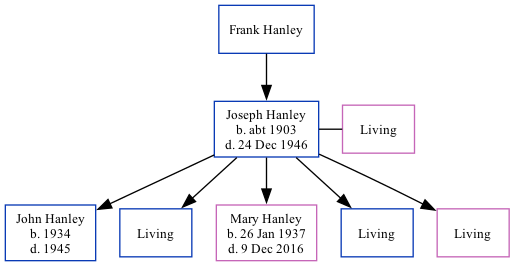 Frank Hanley
Joseph Hanley
b. abt 1903
d. 24 Dec 1946
Living
John Hanley
b. 1934
d. 1945
Living
Mary Hanley
b. 26 Jan 1937
d. 9 Dec 2016
Living
Living